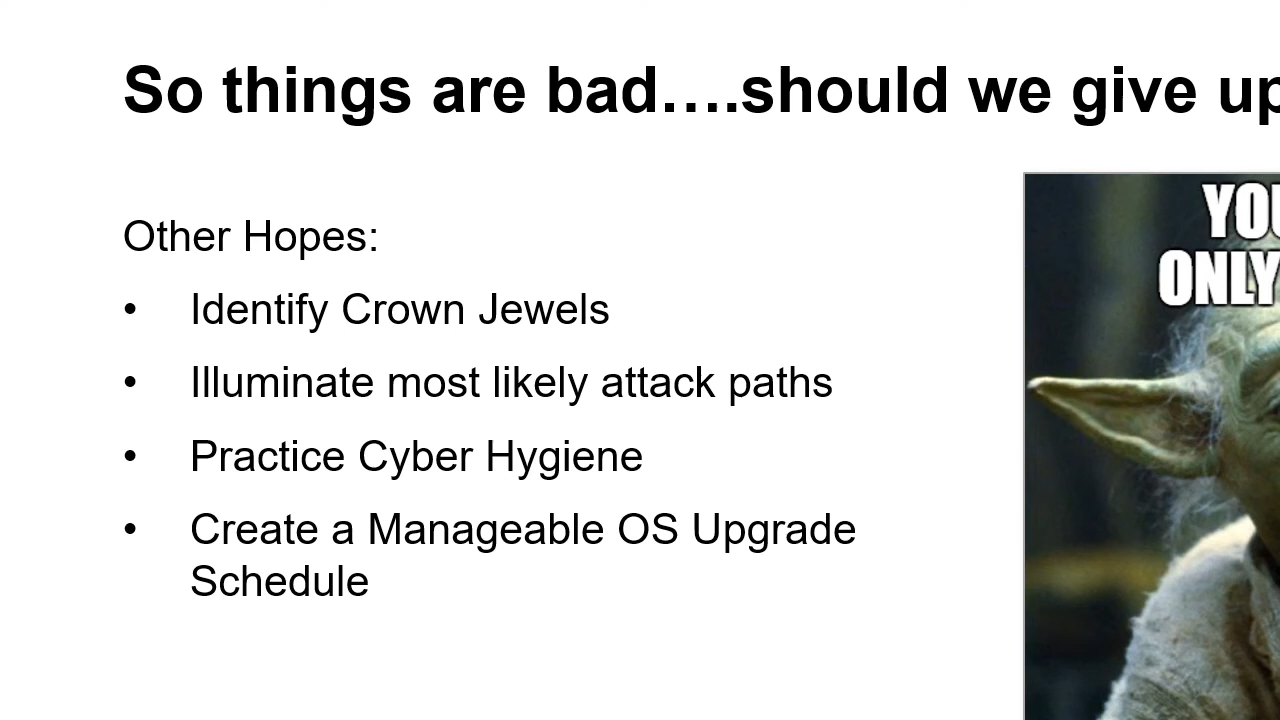 So things are bad….should we give up
Other Hopes:
• Identify Crown Jewels
• Illuminate most likely attack paths
• Practice Cyber Hygiene
• Create a Manageable OS Upgrade
Schedule
YOU
ONLY